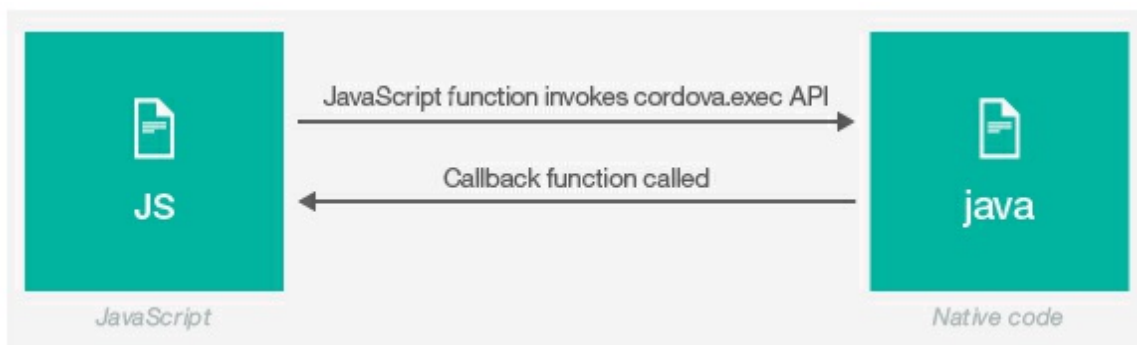 JavaScript function invokes cordova.exec API
Callback function called
JS
java
JavaScript
Native code